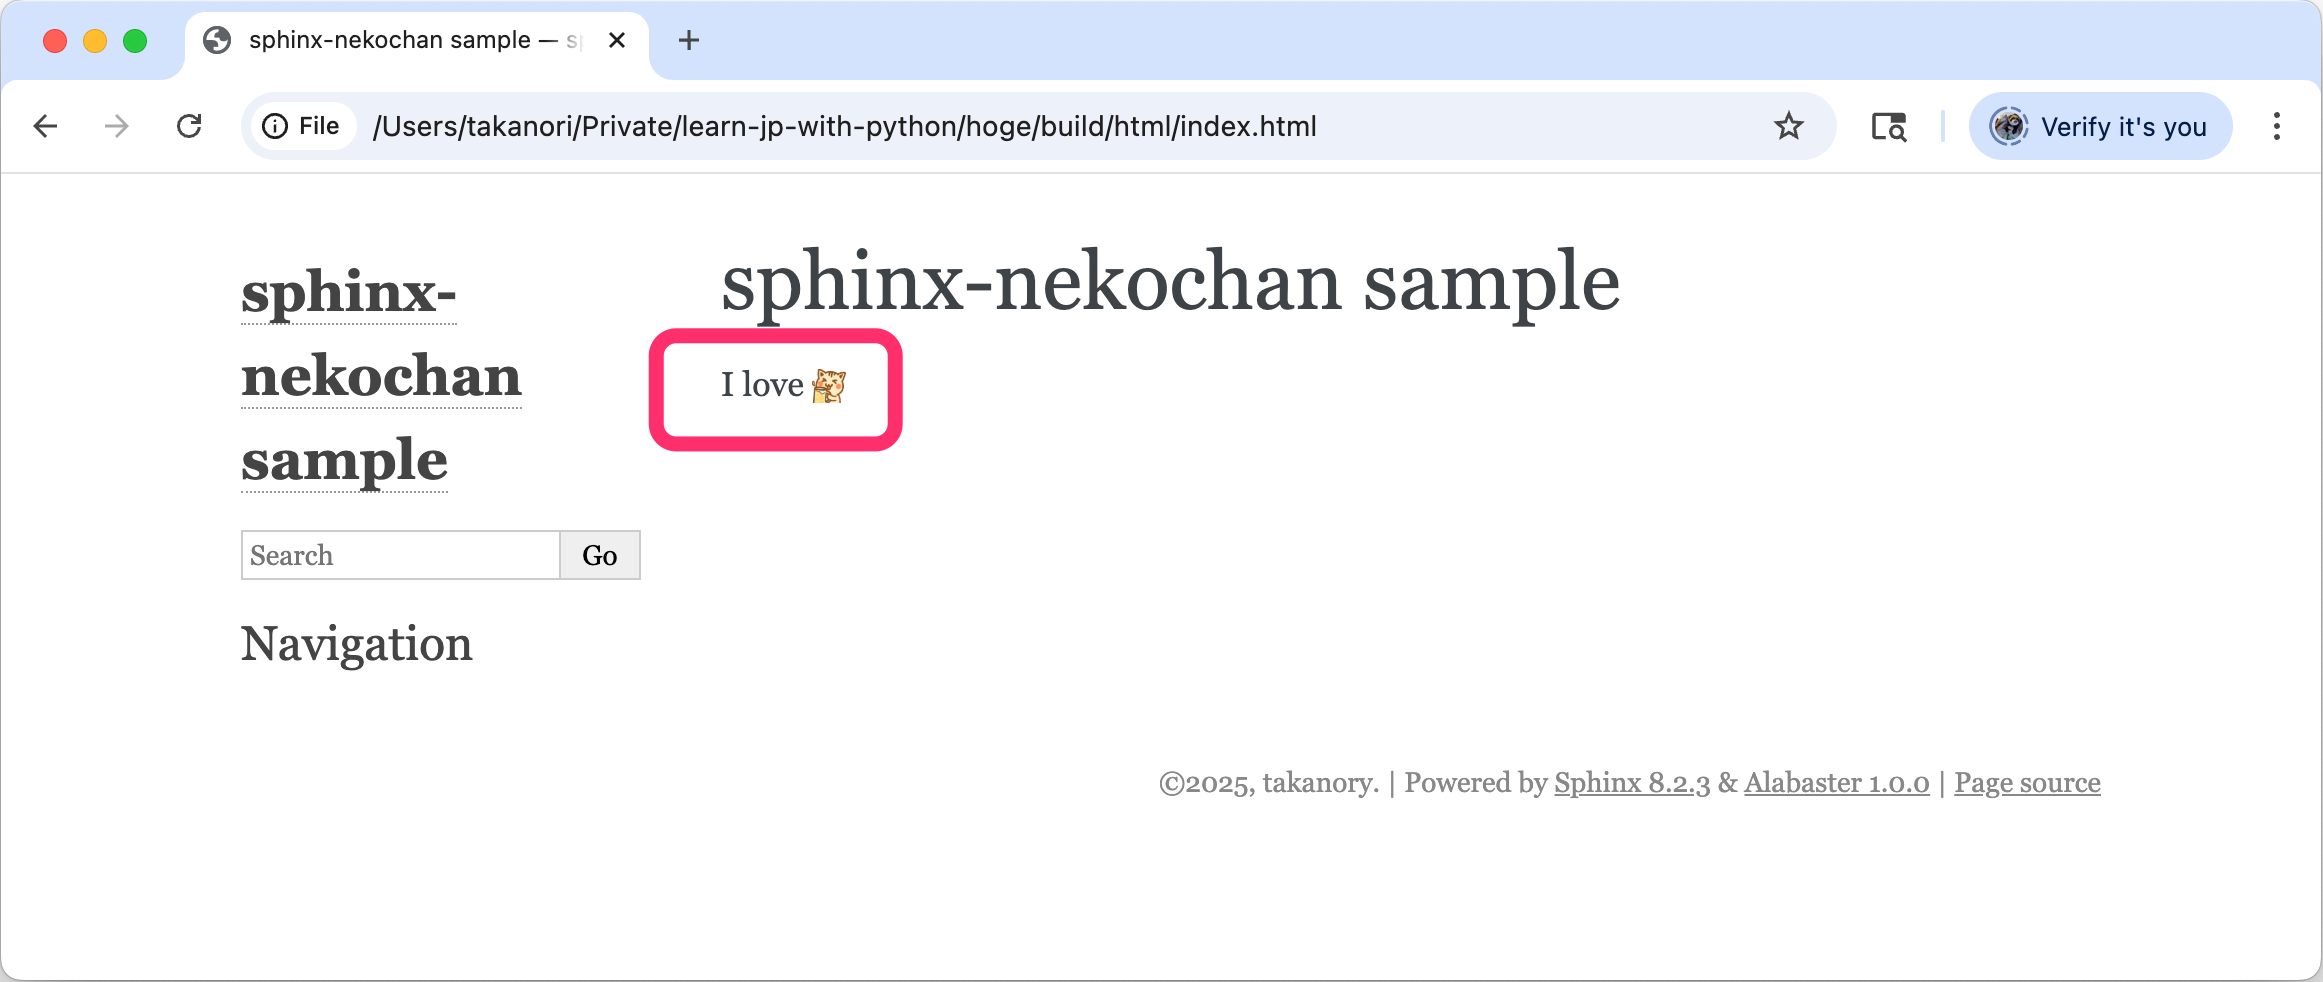 sphinx-nekochan sample —
File /Users/takanori/Private/learn-jp-with-python/hoge/build/html/index.html Verify it's you
sphinx-
nekochan
sample
Search Go
Navigation
sphinx-nekochan sample
I love
©2025, takanory. | Powered by Sphinx 8.2.3 & Alabaster 1.0.0 | Page source